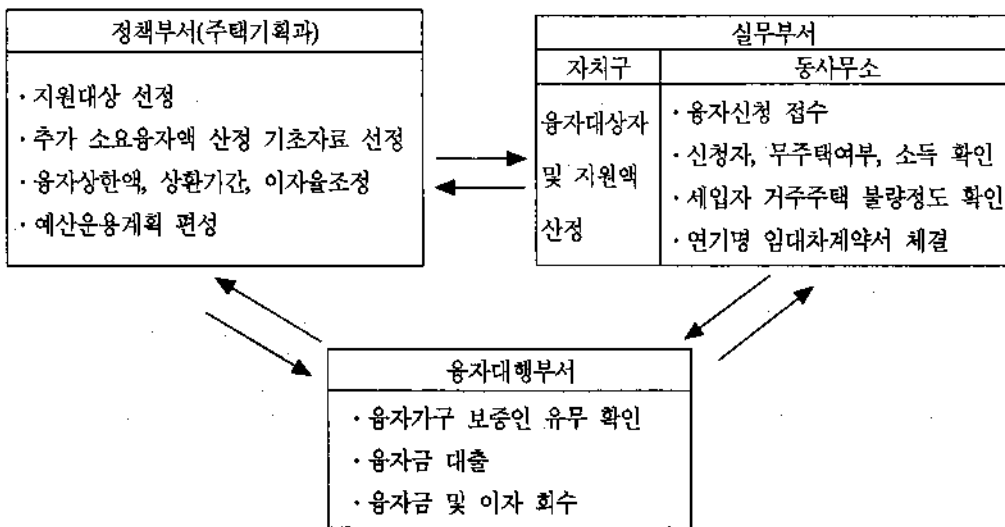 정책부서(주택기획과)
· 지원대상 선정
· 추가 소요융자액 산정 기초자료 선정
· 융자상한액, 상환기간, 이자율조정
· 예산운용계획 편성
실무부서
자치구
동사무소
융자대상자
및 지원액
산정
· 융자신청 접수
· 신청자, 무주택여부, 소득 확인
· 세입자 거주주택 불량정도 확인
· 연기명 임대차계약서 체결
융자대행부서
· 융자가구 보증인 유무 확인
· 융자금 대출
· 융자금 및 이자 회수